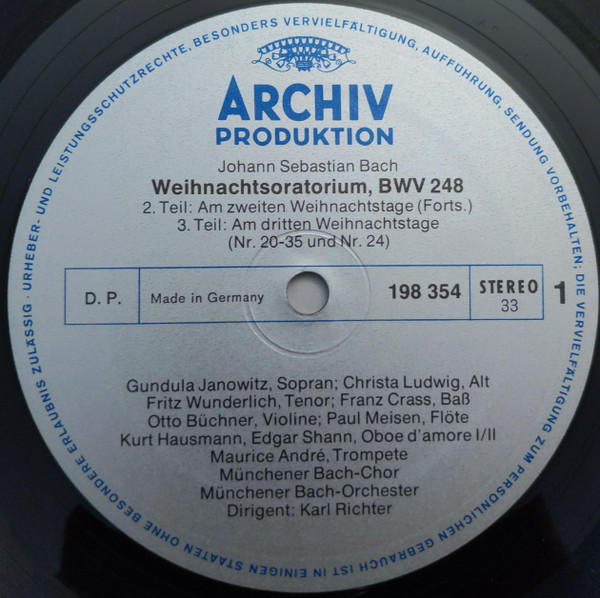 URHEBER- UND LEISTUNGSSCHUTZRECHTE, BESONDERS VERVIELFÄLTIGUNG, AUFFÜHRUNG, SENDUNG VORBEHALTEN; DIE VERVIELFÄLTIGUNG ZUM PERSÖNLICHEN GEBRAUCH IST IN EINIGEN STAATEN OHNE BESONDERE ERLAUBNIS ZULÄSSIG ·
ARCHIV
PRODUKTION
Johann Sebastian Bach
Weihnachtsoratorium, BWV 248
2. Teil: Am zweiten Weihnachtstage (Forts.)
3. Teil: Am dritten Weihnachtstage
(Nr. 20-35 und Nr. 24)
D. P. Made in Germany 198 354 STEREO 1
33
Gundula Janowitz, Sopran; Christa Ludwig, Alt
Fritz Wunderlich, Tenor; Franz Crass, Baß
Otto Büchner, Violine; Paul Meisen, Flöte
Kurt Hausmann, Edgar Shann, Oboe d'amore I/II
Maurice André, Trompete
Münchener Bach-Chor
Münchener Bach-Orchester
Dirigent: Karl Richter